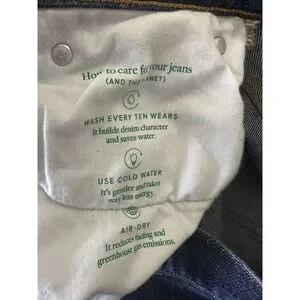 How to care for your jeans
(AND THE PLANET)
WASH EVERY TEN WEARS
It builds denim character
and saves water.
USE COLD WATER
It's gentler and takes
way less energy.
AIR-DRY
It reduces fading and
greenhouse gas emissions.